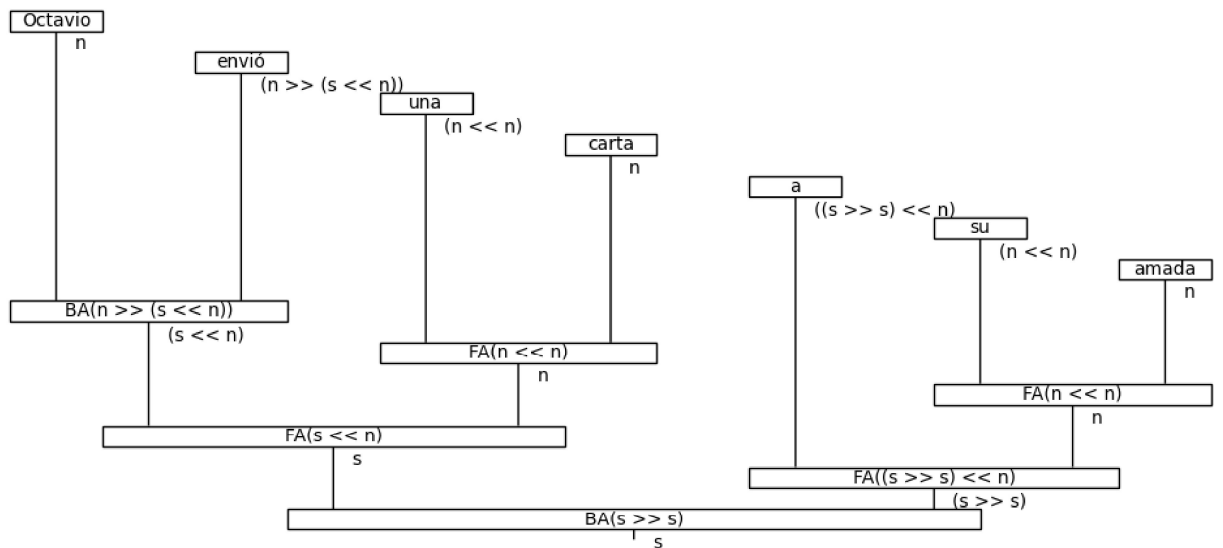 Octavio
n
envió
(n >> (s << n))
una
(n << n)
carta
n
a
((s >> s) << n)
su
(n << n)
amada
n
BA(n >> (s << n))
(s << n)
FA(n << n)
n
FA(n << n)
n
FA(s << n)
s
FA((s >> s) << n)
(s >> s)
BA(s >> s)
s